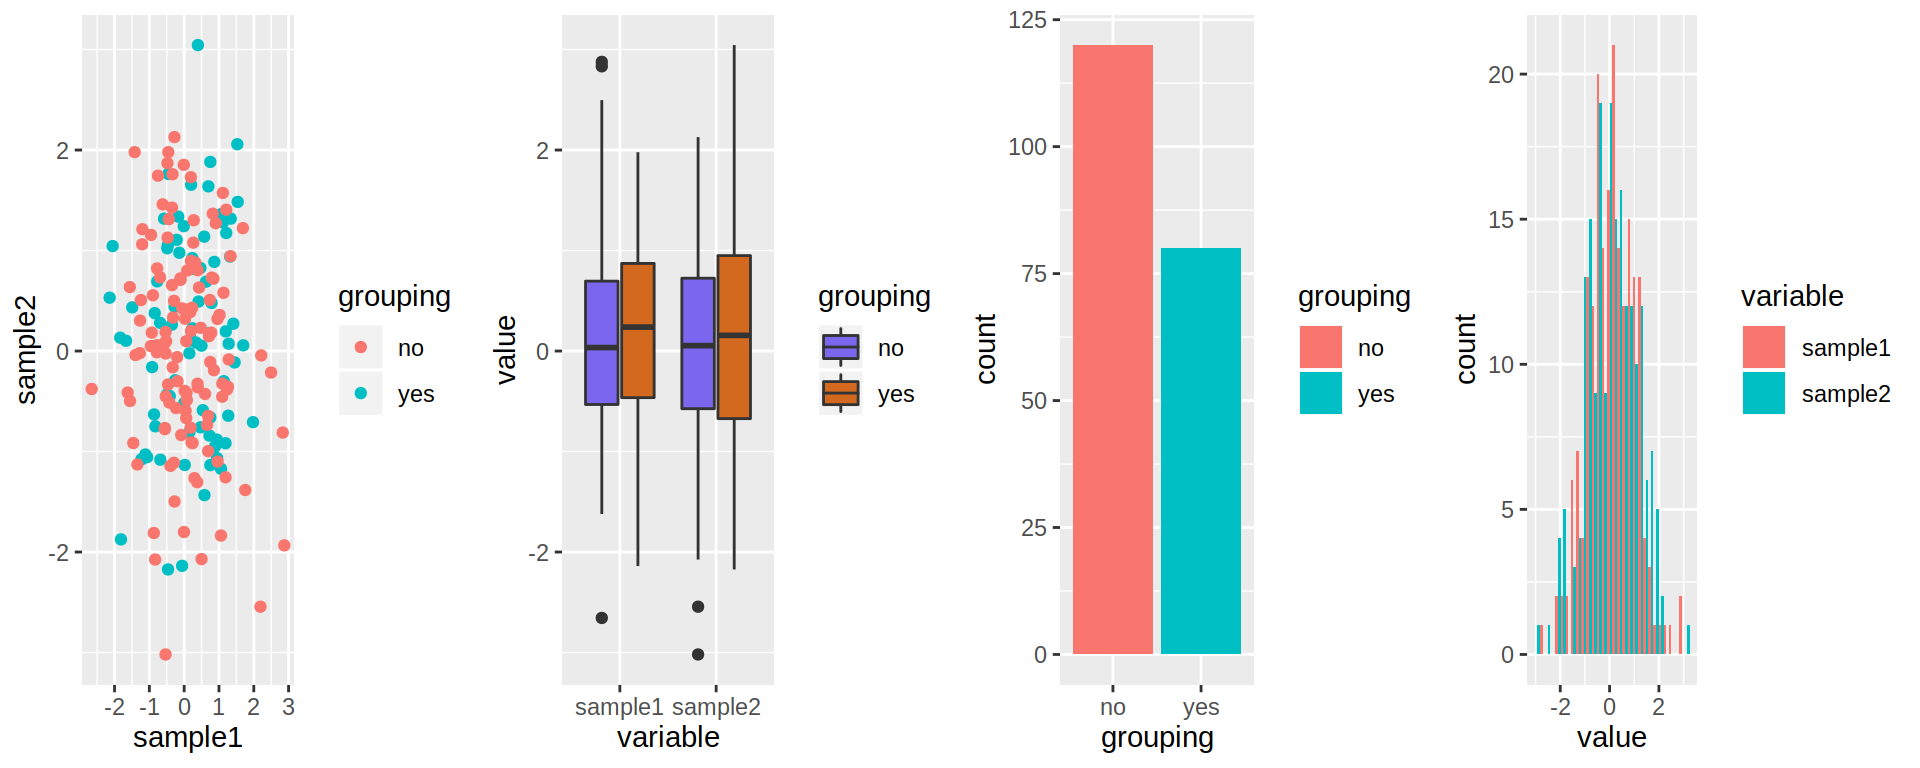 sample2
2
0
-2
-2 -1 0 1 2 3
sample1
grouping
no
yes
value
2
0
-2
sample1 sample2
variable
grouping
no
yes
count
125
100
75
50
25
0
no yes
grouping
grouping
no
yes
count
20
15
10
5
0
-2 0 2
value
variable
sample1
sample2